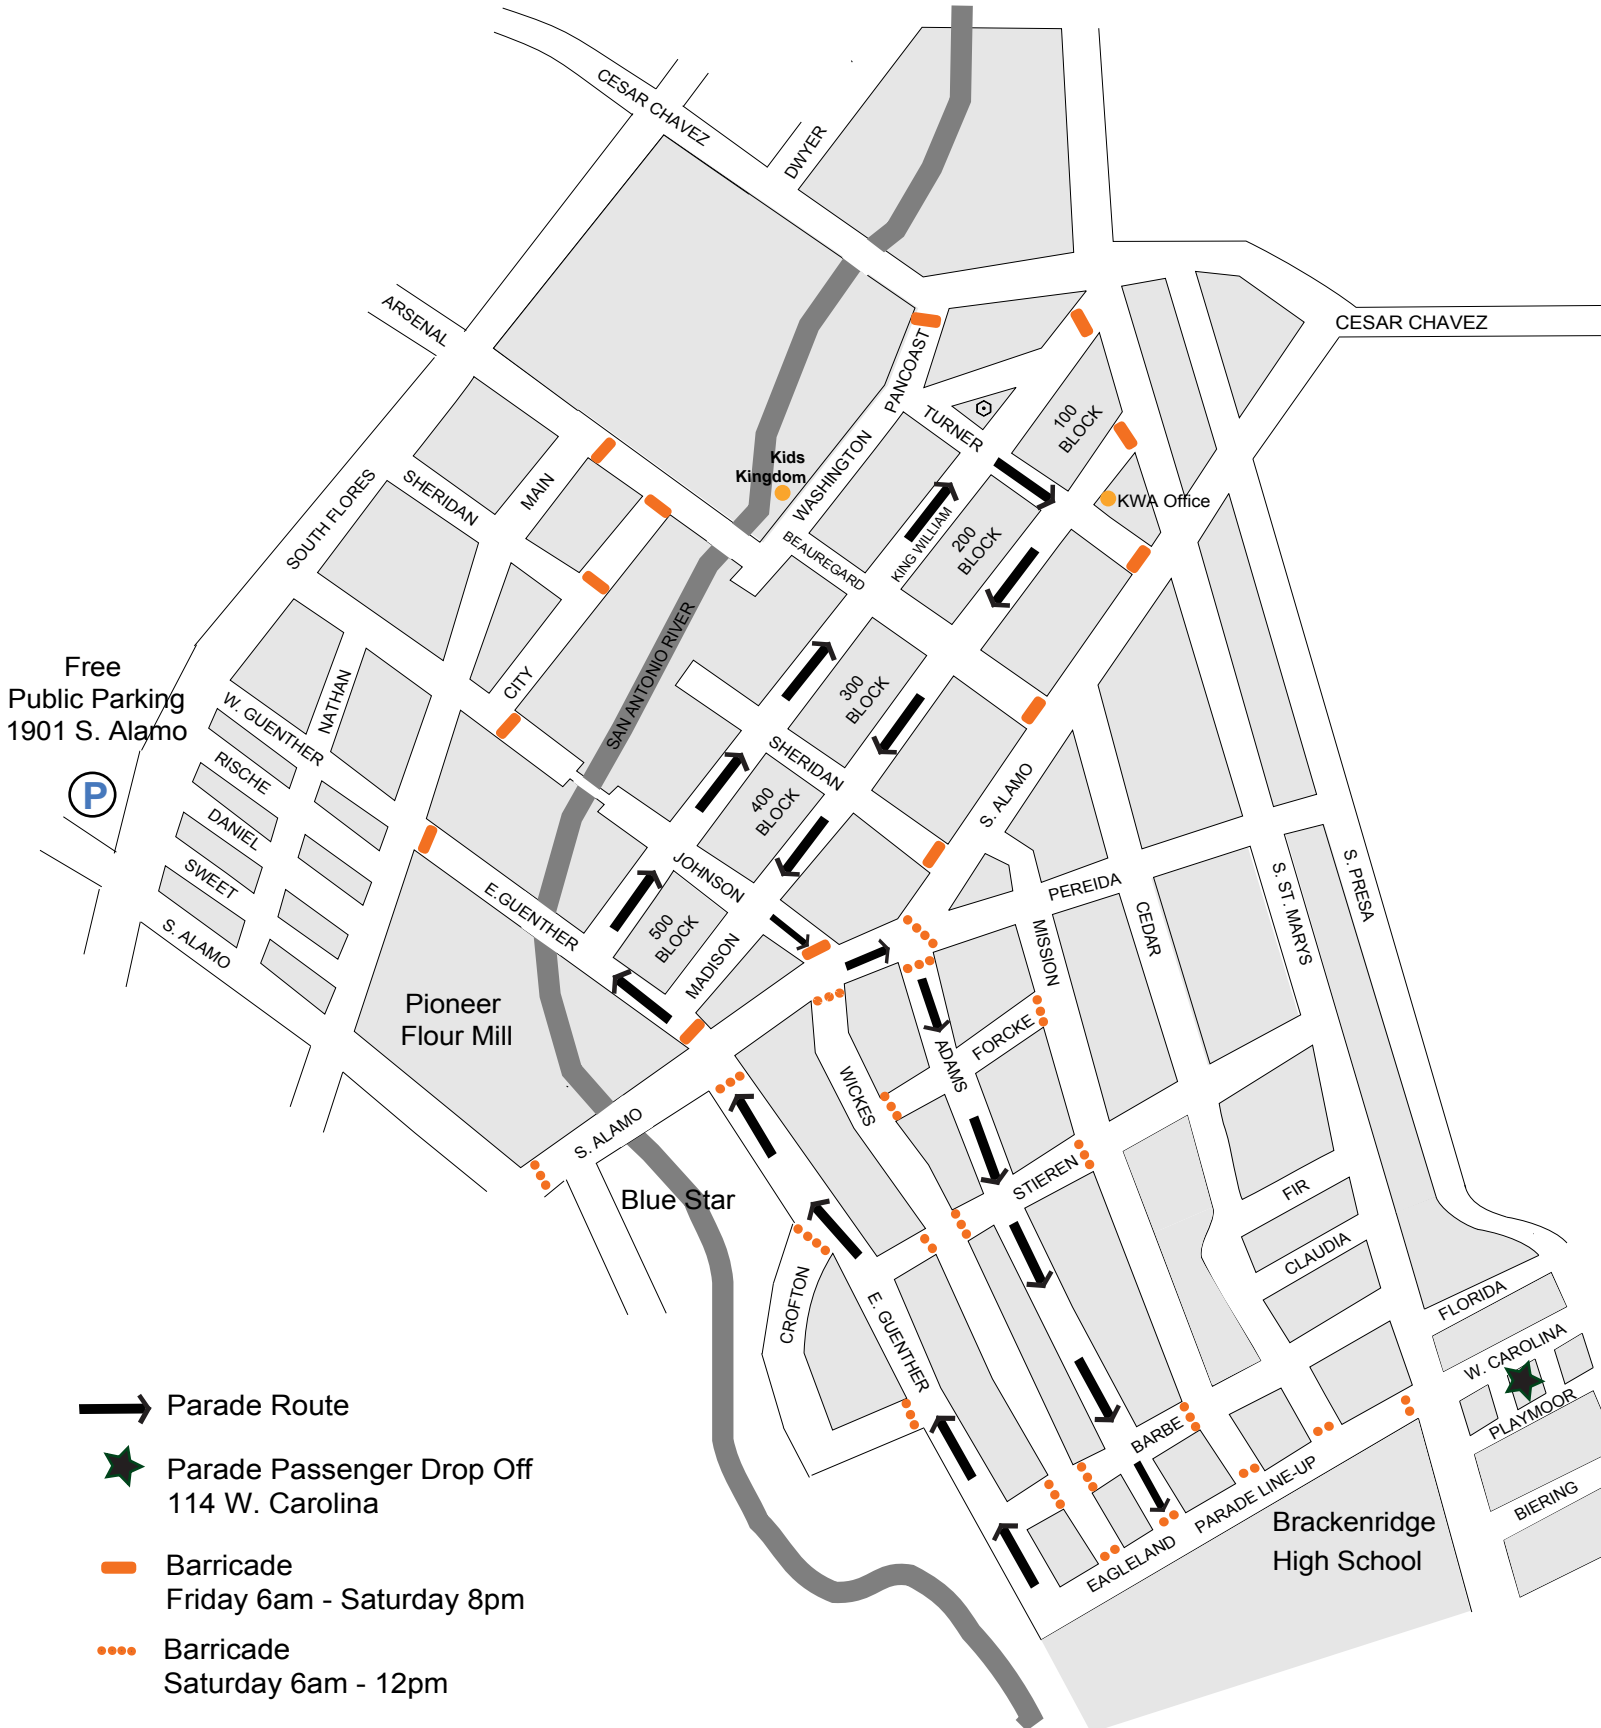 CESAR CHAVEZ
DWYER
ARSENAL
CESAR CHAVEZ
PANCOAST
TURNER
100
BLOCK
Kids
Kingdom
WASHINGTON
KWA Office
SOUTH FLORES
SHERIDAN
MAIN
BEAUREGARD
KING WILLIAM
200
BLOCK
SAN ANTONIO RIVER
Free
Public Parking
1901 S. Alamo
P
NATHAN
CITY
W. GUENTHER
300
BLOCK
RISCHE
SHERIDAN
S. ALAMO
DANIEL
400
BLOCK
SWEET
JOHNSON
PEREIDA
S. ST. MARYS
S. PRESA
S. ALAMO
E.GUENTHER
500
BLOCK
MADISON
MISSION
CEDAR
Pioneer
Flour Mill
FORCKE
ADAMS
WICKES
S. ALAMO
STIEREN
Blue Star
FIR
CLAUDIA
CROFTON
E. GUENTHER
FLORIDA
W. CAROLINA
PLAYMOOR
BARBE
PARADE LINE-UP
BIERING
EAGLELAND
Brackenridge
High School
Parade Route
Parade Passenger Drop Off
114 W. Carolina
Barricade
Friday 6am - Saturday 8pm
Barricade
Saturday 6am - 12pm